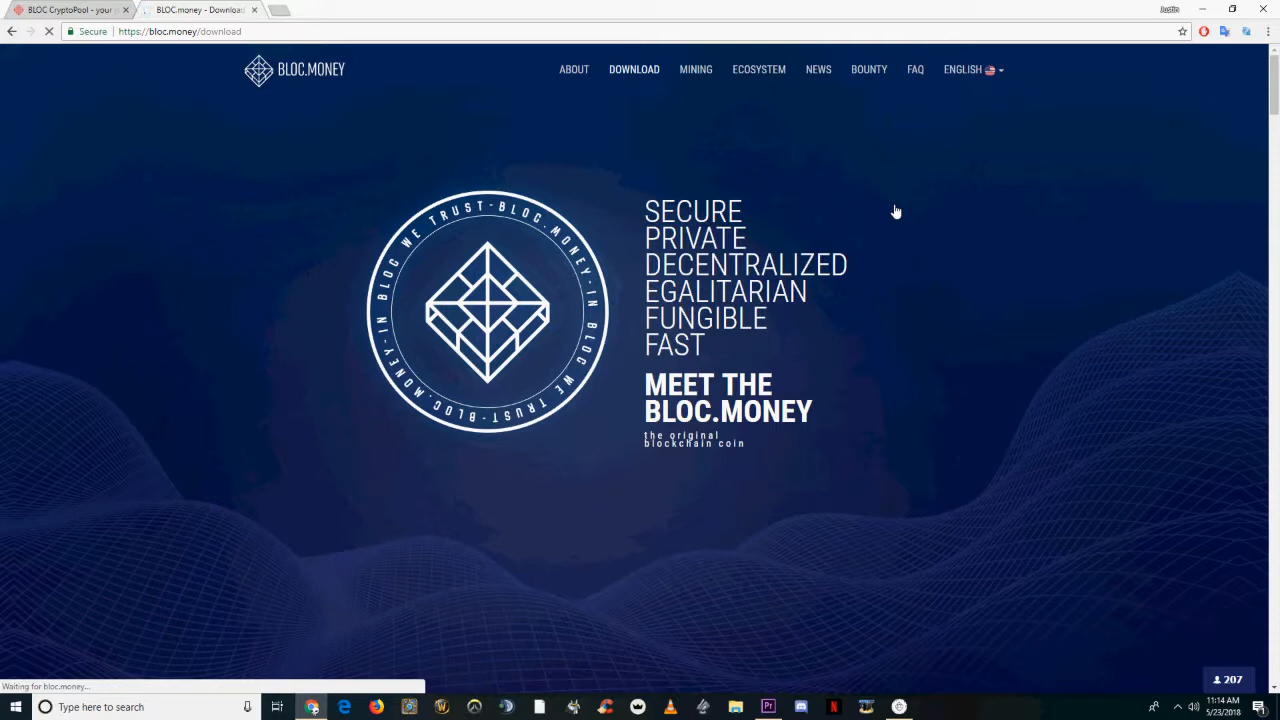 BLOC CryptoPool - your p
BLOC.money - Download
Justin
Secure
https://bloc.money/download
BLOC.MONEY
ABOUT
DOWNLOAD
MINING
ECOSYSTEM
NEWS
BOUNTY
FAQ
ENGLISH
IN BLOC WE TRUST - BLOC.MONEY - IN BLOC WE TRUST - BLOC.MONEY -
SECURE
PRIVATE
DECENTRALIZED
EGALITARIAN
FUNGIBLE
FAST
MEET THE
BLOC.MONEY
the original
blockchain coin
207
Waiting for bloc.money...
Type here to search
11:14 AM
5/23/2018